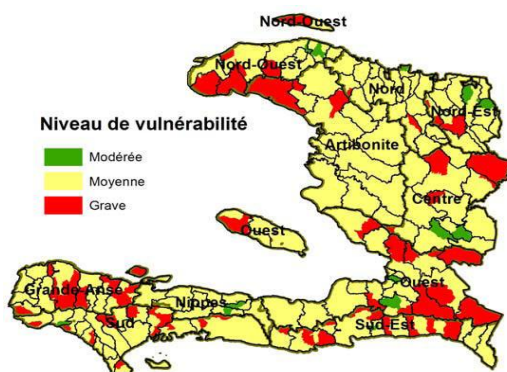 Nord-Ouest
Nord-Ouest
Nord
Nord-Est
Niveau de vulnérabilité
Modérée
Moyenne
Grave
Artibonite
Centre
Ouest
Ouest
Grande-Anse
Nippes
Sud
Sud-Est